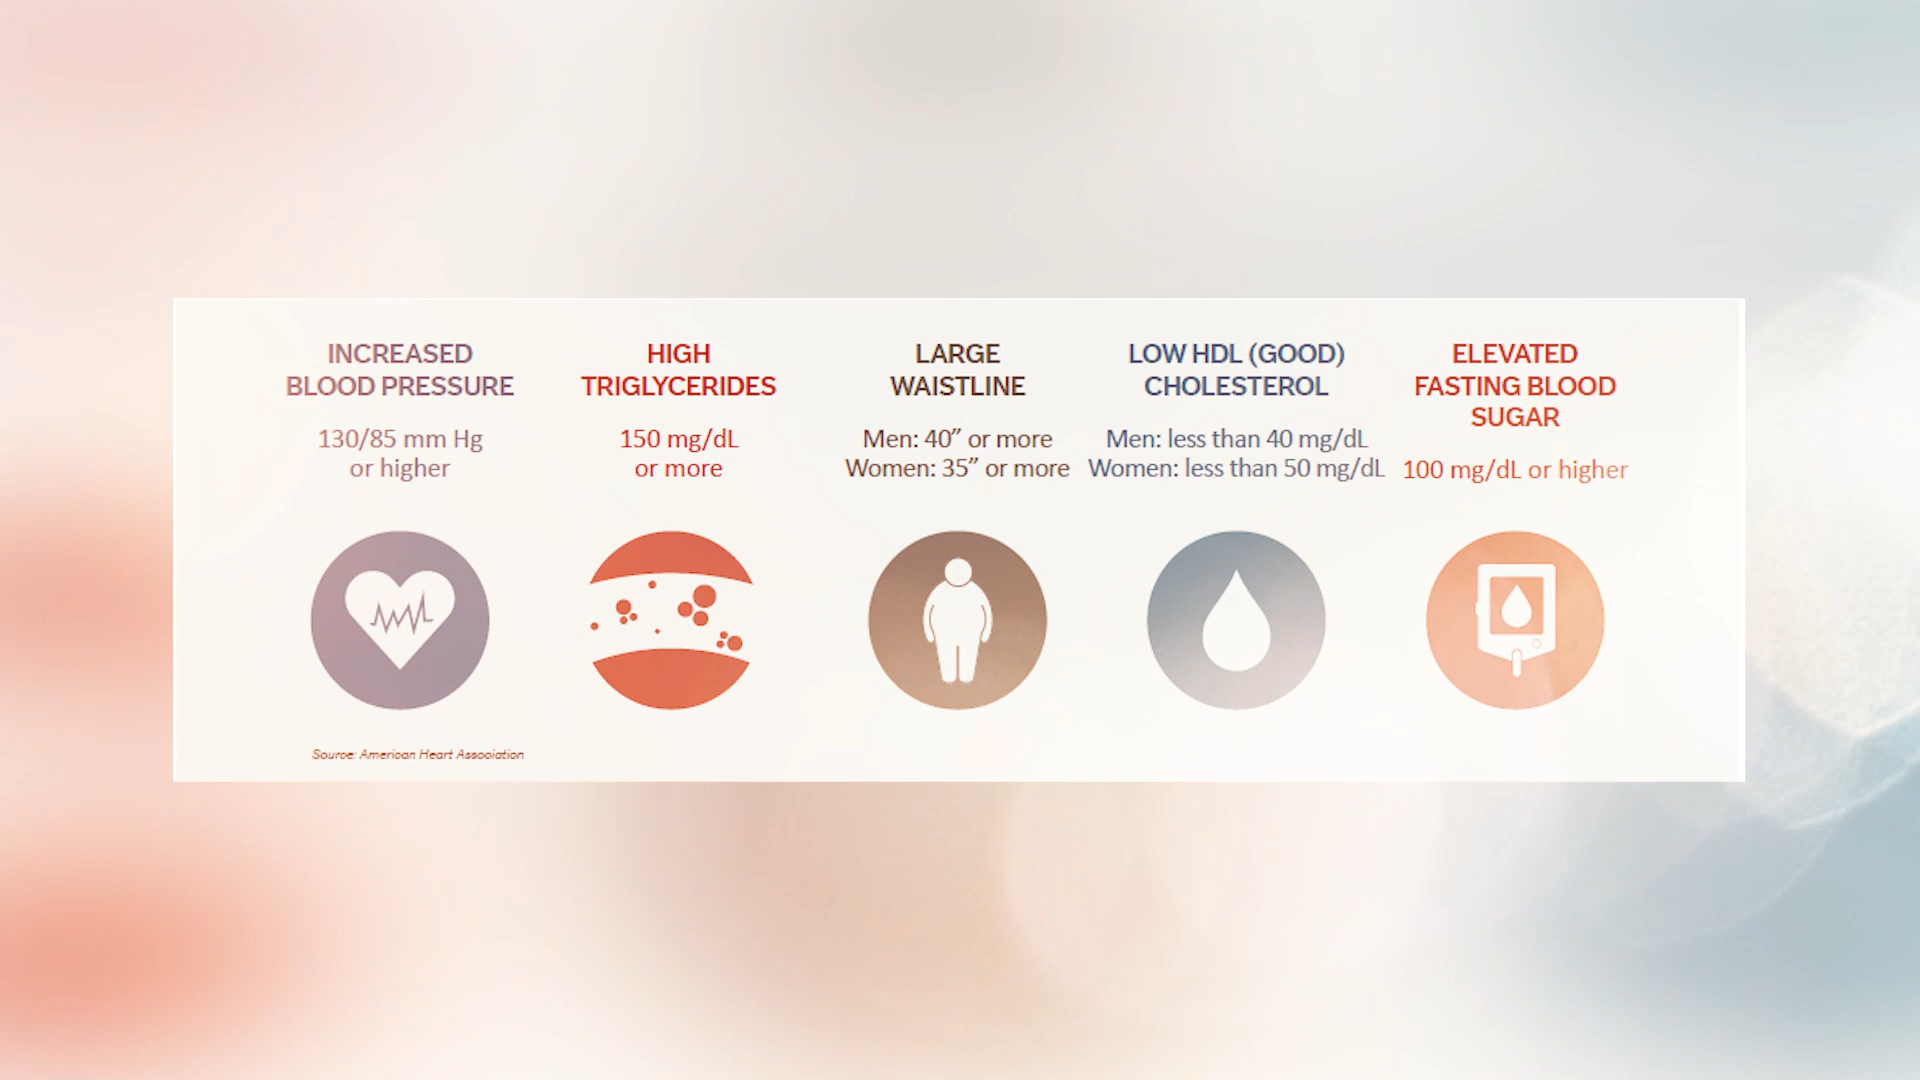 INCREASED
BLOOD PRESSURE
130/85 mm Hg
or higher
HIGH
TRIGLYCERIDES
150 mg/dL
or more
LARGE
WAISTLINE
Men: 40” or more
Women: 35” or more
LOW HDL (GOOD)
CHOLESTEROL
Men: less than 40 mg/dL
Women: less than 50 mg/dL
ELEVATED
FASTING BLOOD
SUGAR
100 mg/dL or higher
Source: American Heart Association